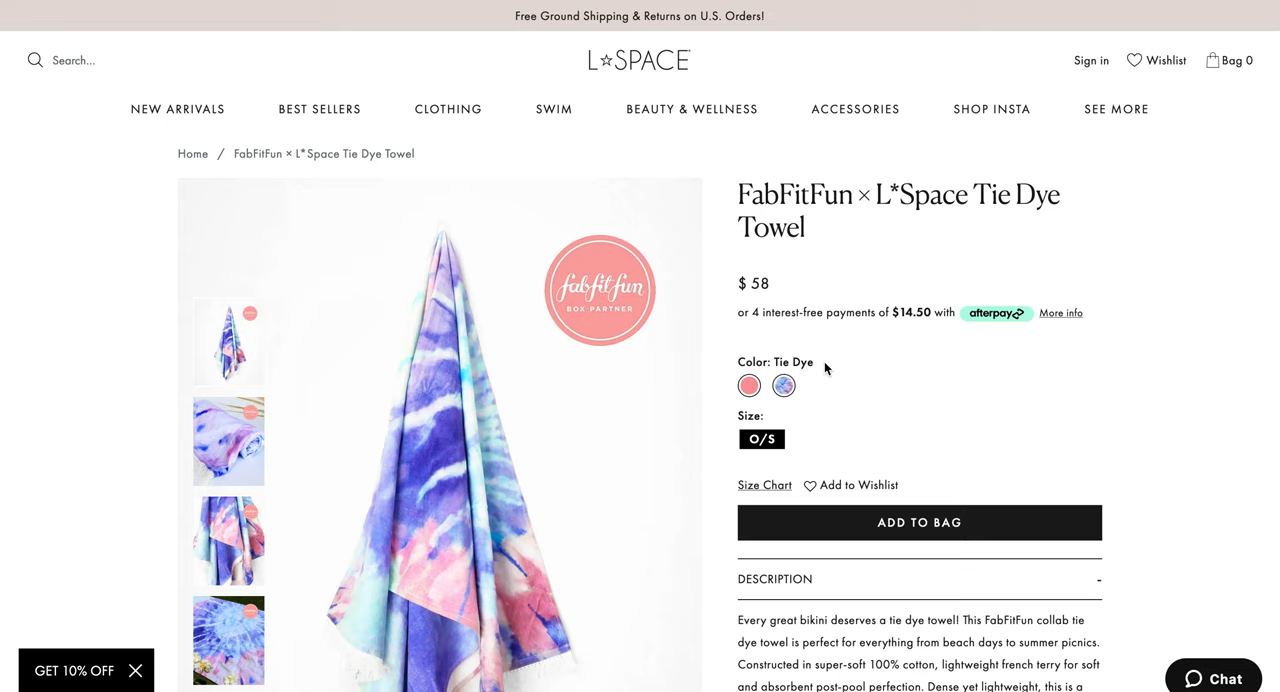 Free Ground Shipping & Returns on U.S. Orders!
Search...
L☆SPACE
Sign in
Wishlist
Bag 0
NEW ARRIVALS
BEST SELLERS
CLOTHING
SWIM
BEAUTY & WELLNESS
ACCESSORIES
SHOP INSTA
SEE MORE
Home / FabFitFun × L*Space Tie Dye Towel
fabfitfun
BOX PARTNER
FabFitFun × L*Space Tie Dye
Towel
$ 58
or 4 interest-free payments of $14.50 with afterpay More info
Color: Tie Dye
Size:
O/S
Size Chart
Add to Wishlist
ADD TO BAG
DESCRIPTION -
Every great bikini deserves a tie dye towel! This FabFitFun collab tie
dye towel is perfect for everything from beach days to summer picnics.
Constructed in super-soft 100% cotton, lightweight french terry for soft
and absorbent post-pool perfection. Dense yet lightweight, this is a
GET 10% OFF
Chat